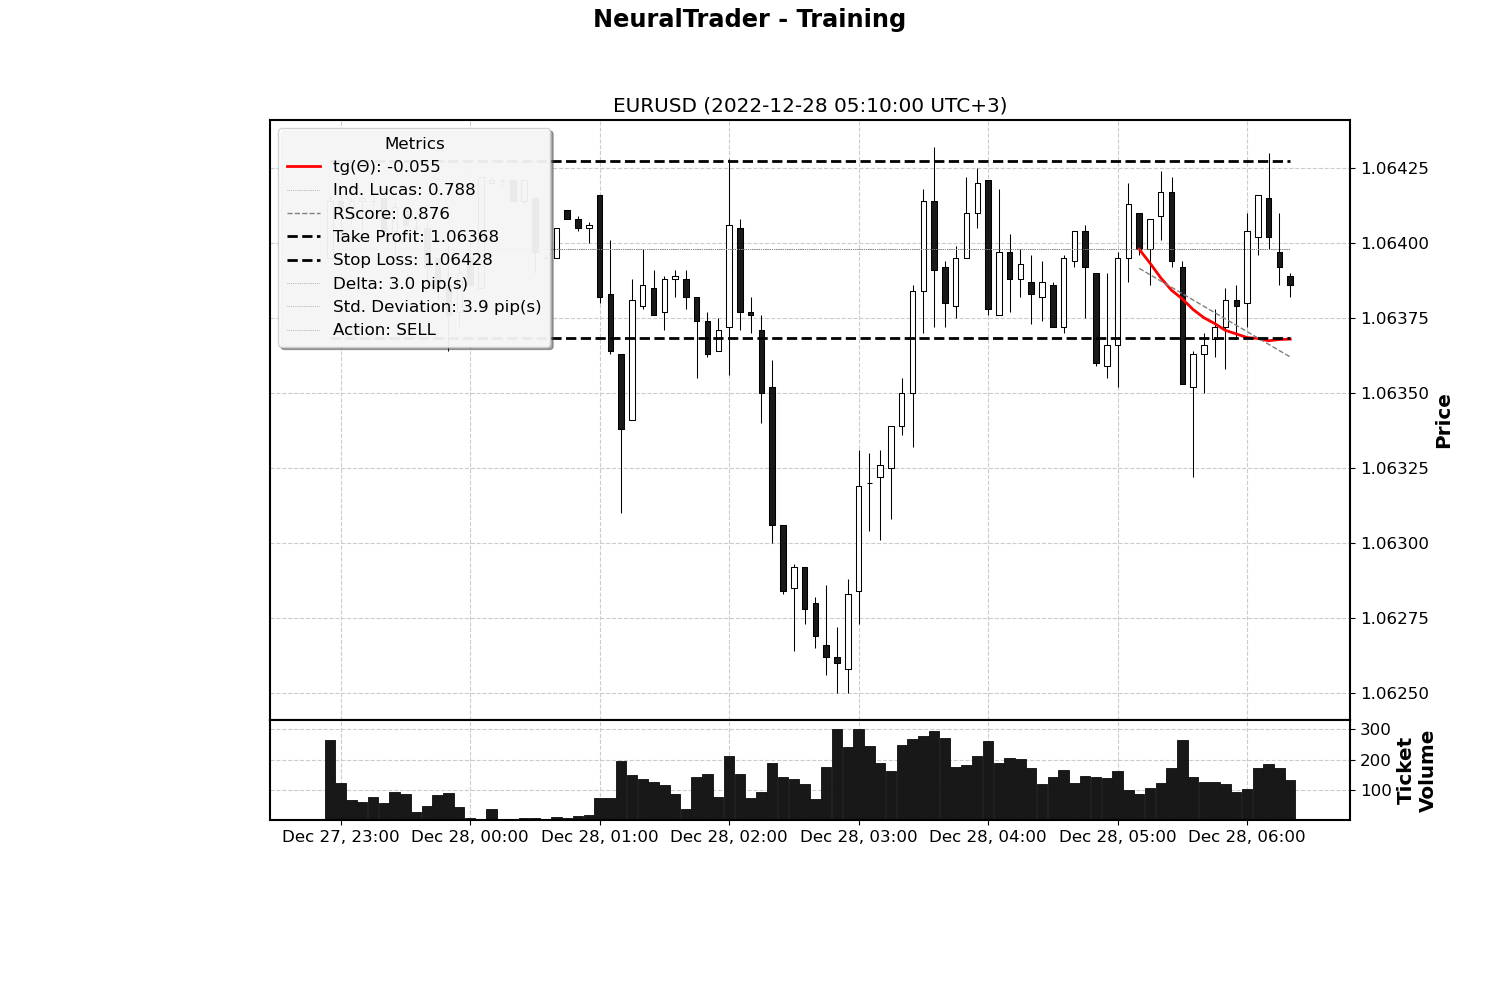 NeuralTrader - Training
EURUSD (2022-12-28 05:10:00 UTC+3)
Metrics
tg(Θ): -0.055
Ind. Lucas: 0.788
RScore: 0.876
Take Profit: 1.06368
Stop Loss: 1.06428
Delta: 3.0 pip(s)
Std. Deviation: 3.9 pip(s)
Action: SELL
1.06425
1.06400
1.06375
1.06350
1.06325
1.06300
1.06275
1.06250
Price
300
200
100
Ticket
Volume
Dec 27, 23:00
Dec 28, 00:00
Dec 28, 01:00
Dec 28, 02:00
Dec 28, 03:00
Dec 28, 04:00
Dec 28, 05:00
Dec 28, 06:00